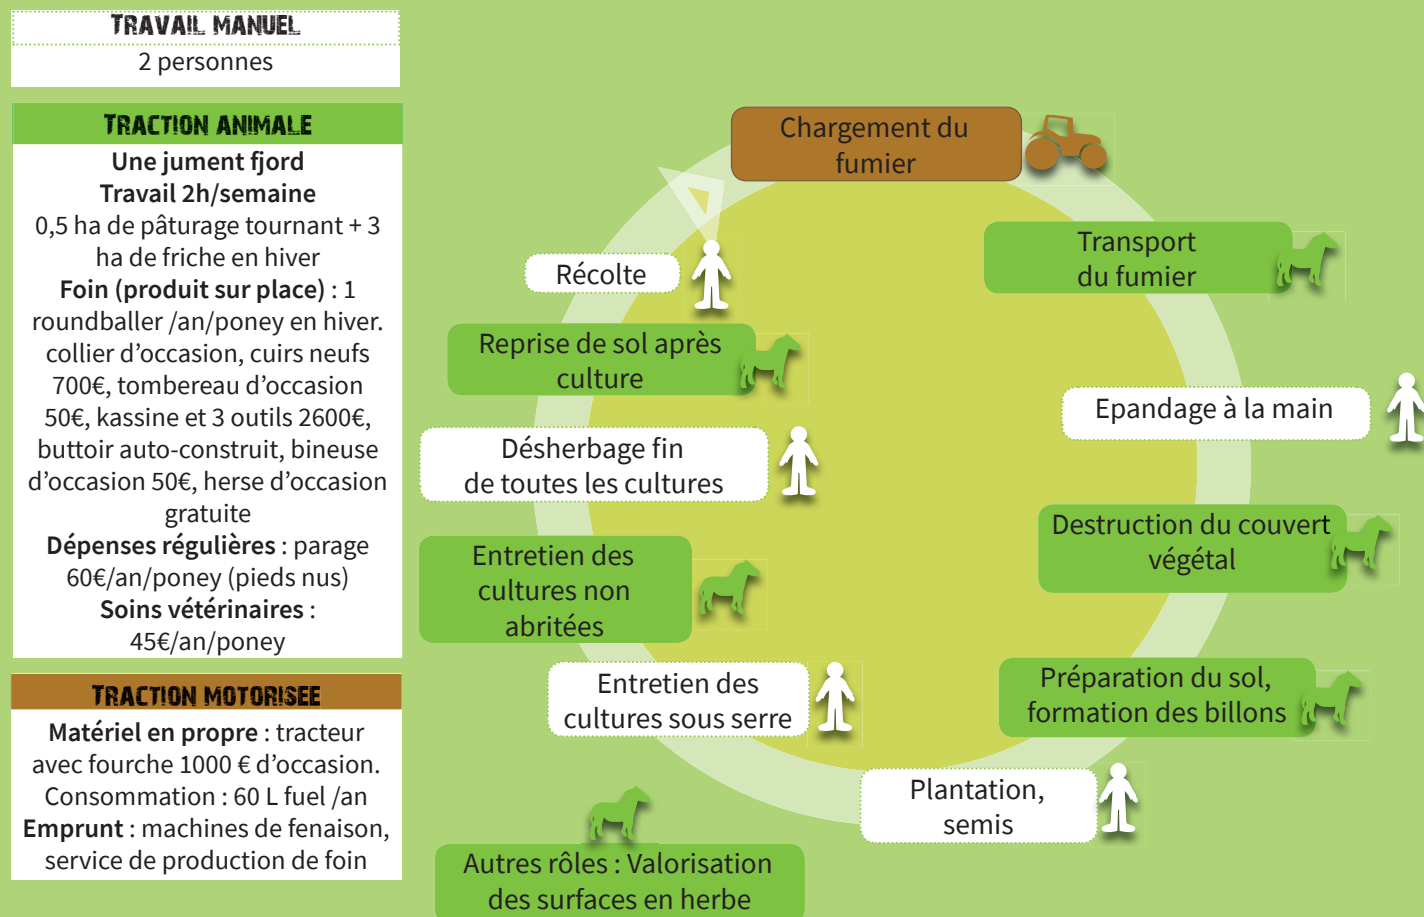 TRAVAIL MANUEL
2 personnes
TRACTION ANIMALE
Une jument fjord
Travail 2h/semaine
0,5 ha de pâturage tournant + 3
ha de friche en hiver
Foin (produit sur place) : 1
roundballer /an/poney en hiver.
collier d'occasion, cuirs neufs
700€, tombereau d'occasion
50€, kassine et 3 outils 2600€,
buttoir auto-construit, bineuse
d'occasion 50€, herse d'occasion
gratuite
Dépenses régulières : parage
60€/an/poney (pieds nus)
Soins vétérinaires :
45€/an/poney
TRACTION MOTORISEE
Matériel en propre : tracteur
avec fourche 1000 € d'occasion.
Consommation : 60 L fuel /an
Emprunt : machines de fenaison,
service de production de foin
Chargement du
fumier
Transport
du fumier
Epandage à la main
Destruction du couvert
végétal
Préparation du sol,
formation des billons
Plantation,
semis
Entretien des
cultures sous serre
Entretien des
cultures non
abritées
Désherbage fin
de toutes les cultures
Reprise de sol après
culture
Récolte
Autres rôles : Valorisation
des surfaces en herbe